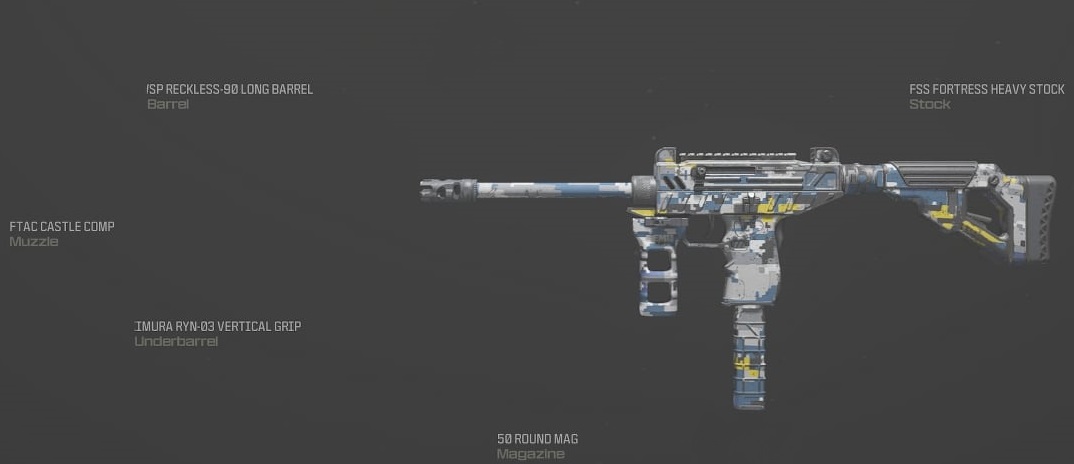 SP RECKLESS-90 LONG BARREL
Barrel
FSS FORTRESS HEAVY STOCK
Stock
FTAC CASTLE COMP
Muzzle
IMURA RYN-03 VERTICAL GRIP
Underbarrel
50 ROUND MAG
Magazine